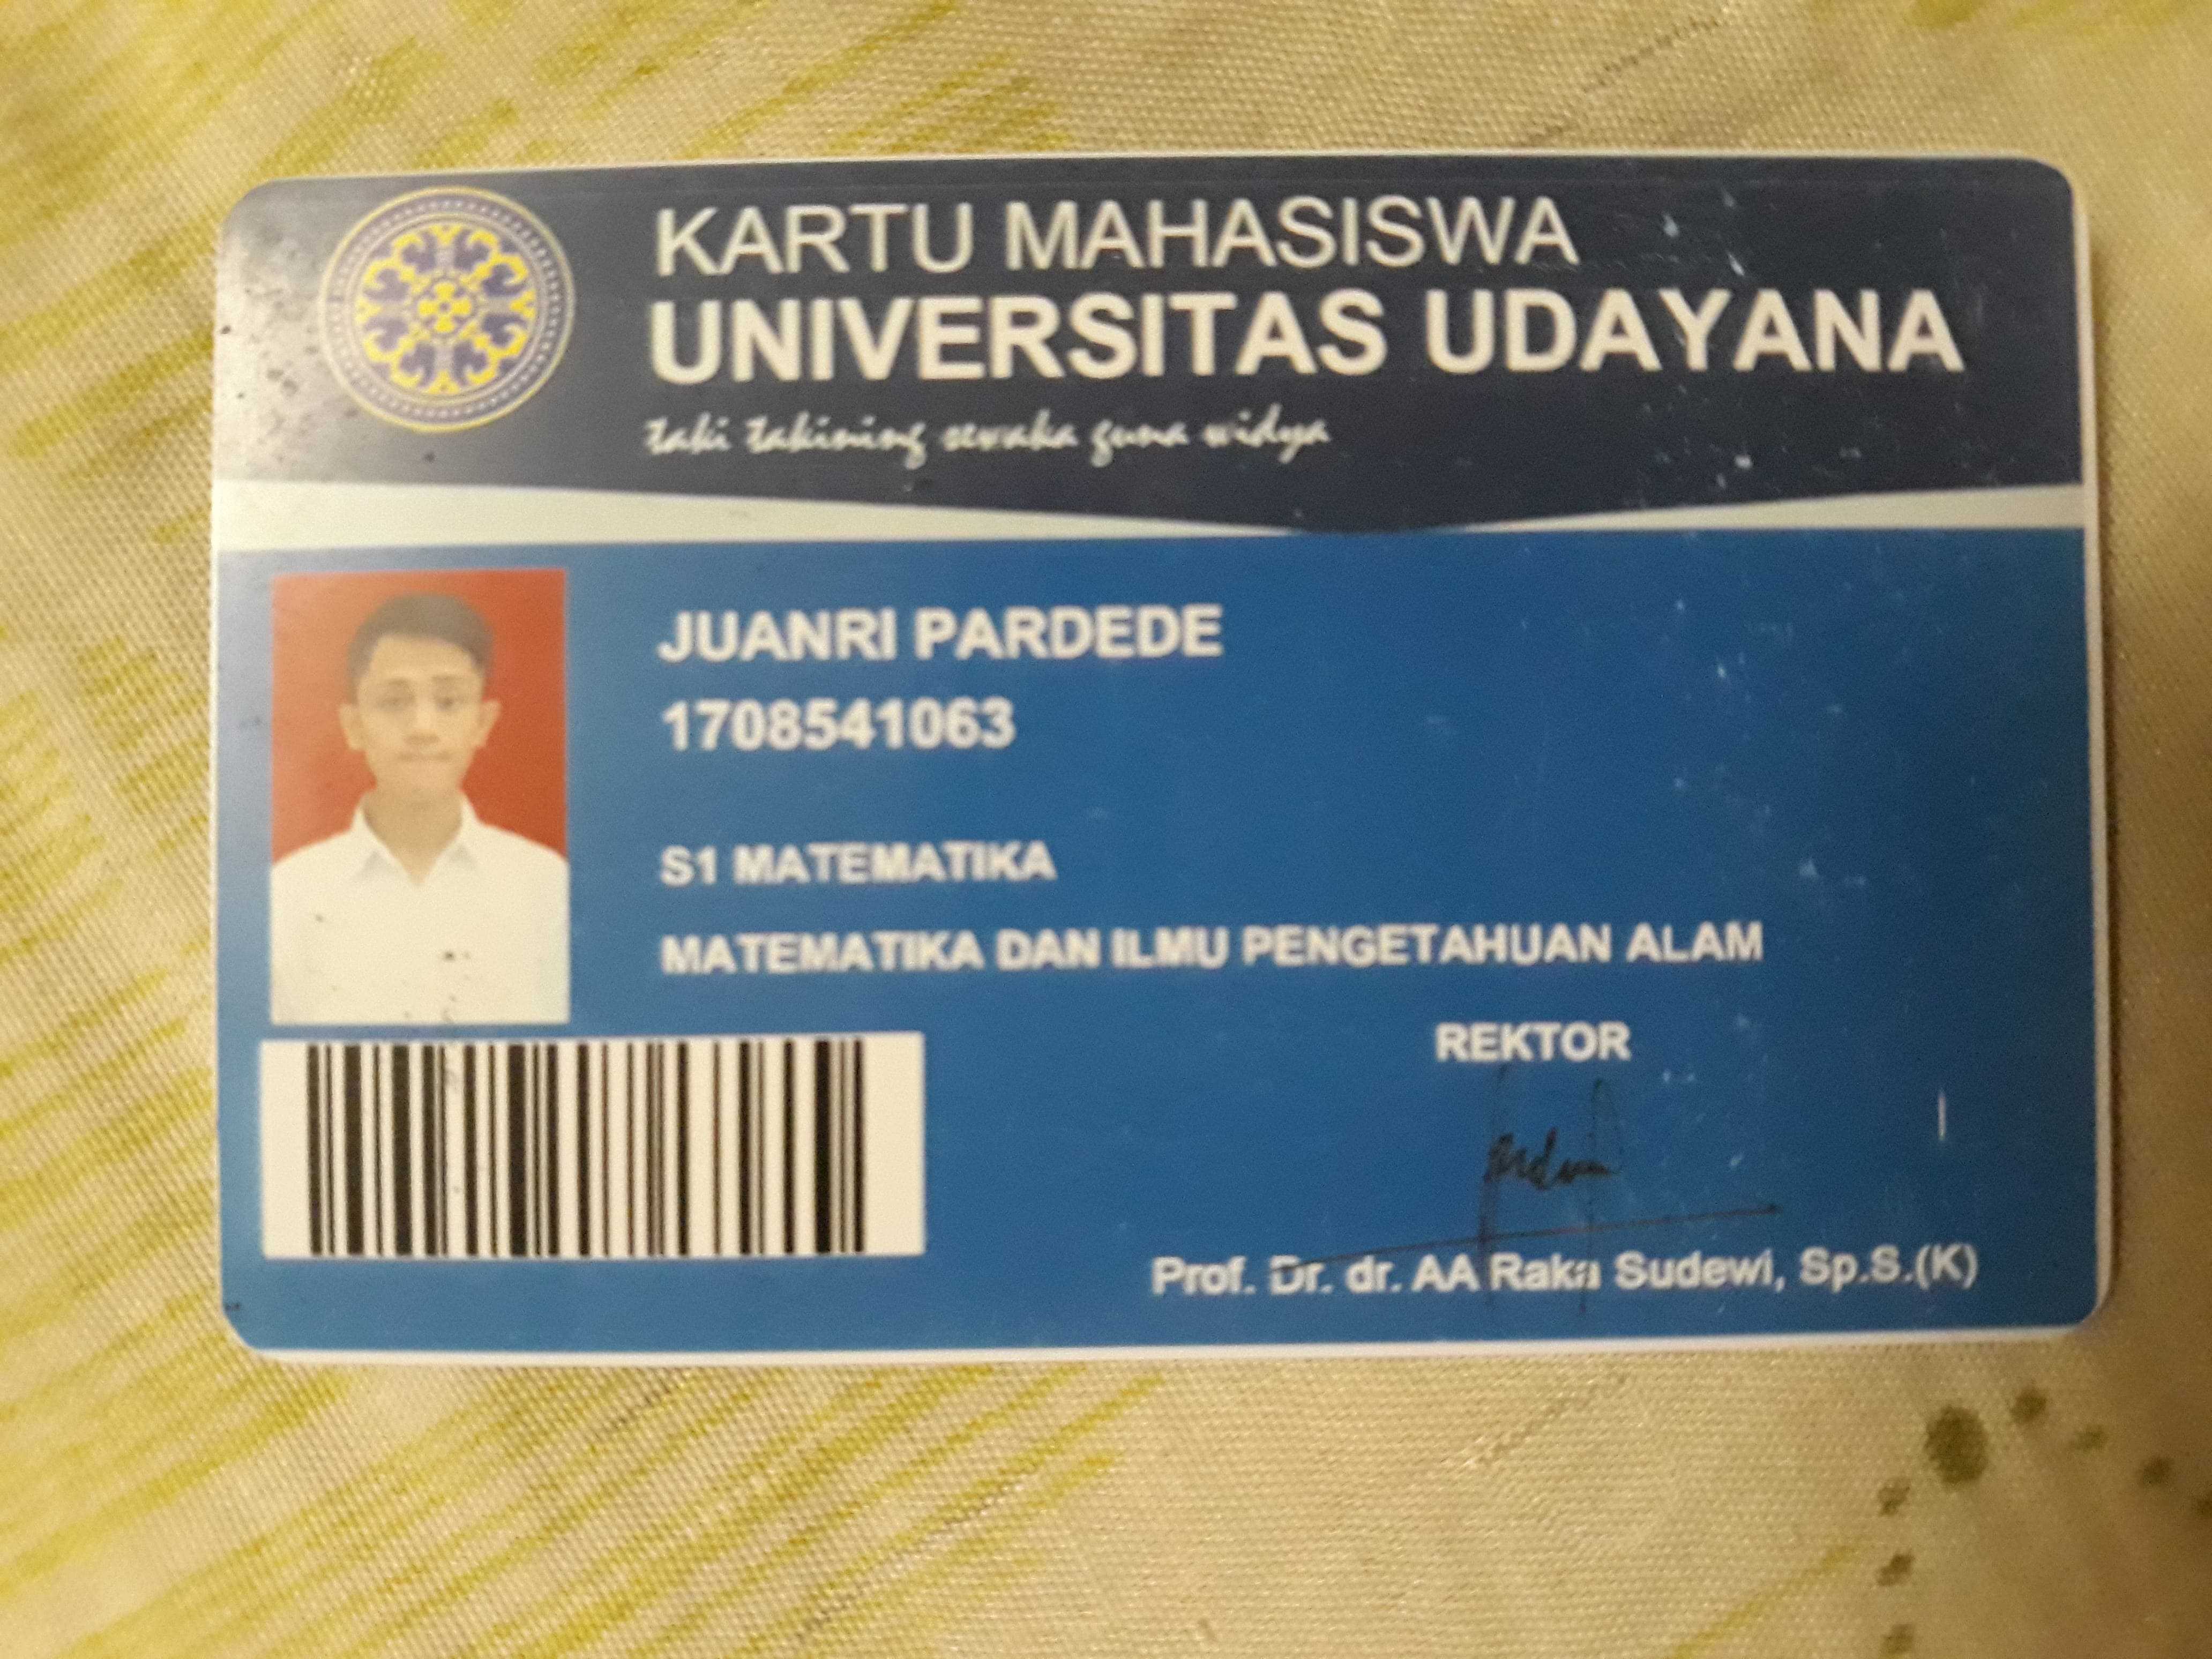 KARTU MAHASISWA
UNIVERSITAS UDAYANA
taki takining sewaka guna widya
JUANRI PARDEDE
1708541063
S1 MATEMATIKA
MATEMATIKA DAN ILMU PENGETAHUAN ALAM
REKTOR
Prof. Dr. dr. AA Raka Sudewi, Sp.S.(K)